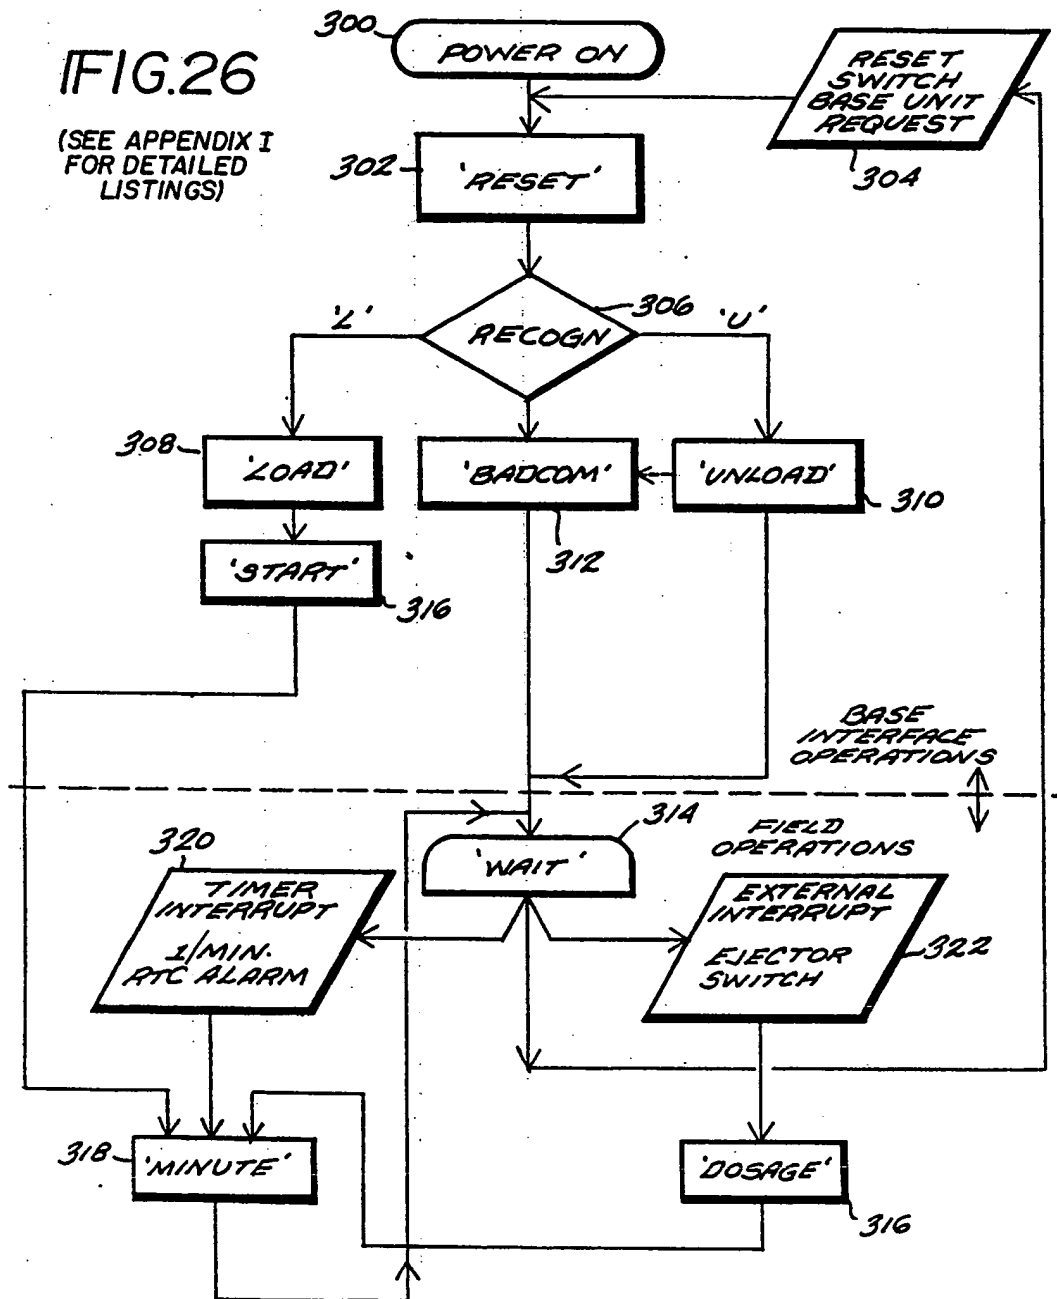 FIG.26
(SEE APPENDIX I
FOR DETAILED
LISTINGS)
300
POWER ON
RESET
SWITCH
BASE UNIT
REQUEST
304
302
'RESET'
306
'L'
RECOGN
'U'
308
'LOAD'
'BADCOM'
'UNLOAD'
310
312
'START'
316
BASE
INTERFACE
OPERATIONS
314
FIELD
OPERATIONS
'WAIT'
320
TIMER
INTERRUPT
1/MIN.
RTC ALARM
EXTERNAL
INTERRUPT
EJECTOR
SWITCH
322
318
'MINUTE'
'DOSAGE'
316